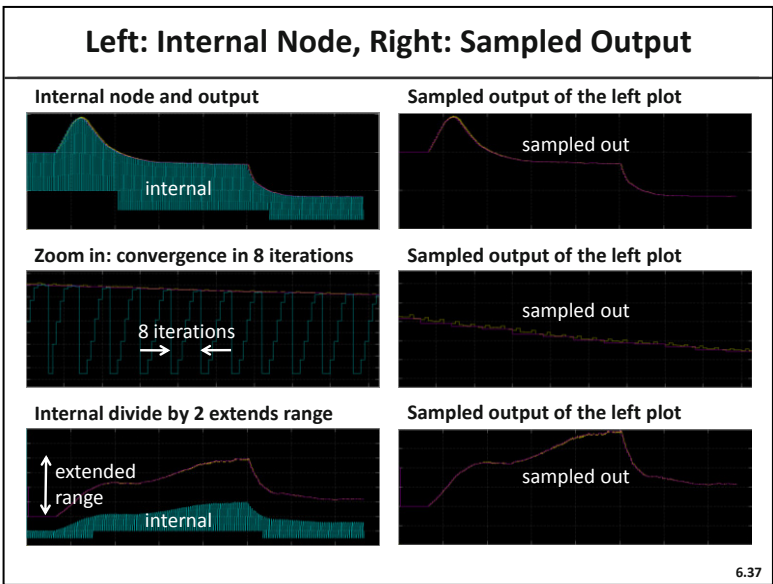 Left: Internal Node, Right: Sampled Output
Internal node and output
Sampled output of the left plot
internal
sampled out
Zoom in: convergence in 8 iterations
Sampled output of the left plot
8 iterations
sampled out
Internal divide by 2 extends range
Sampled output of the left plot
extended
range
internal
sampled out
6.37